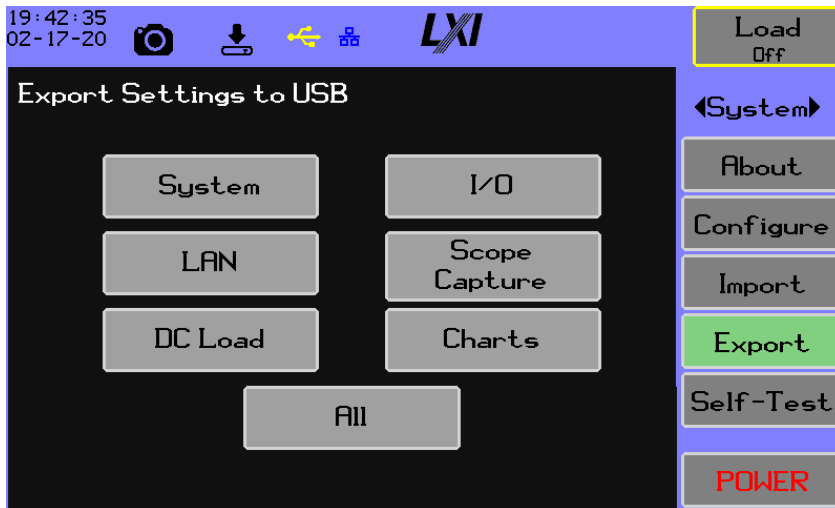 19:42:35
02-17-20
LXI
Load
Off
Export Settings to USB
◀System▶
System
I/O
About
LAN
Scope
Capture
Configure
Import
DC Load
Charts
Export
All
Self-Test
POWER